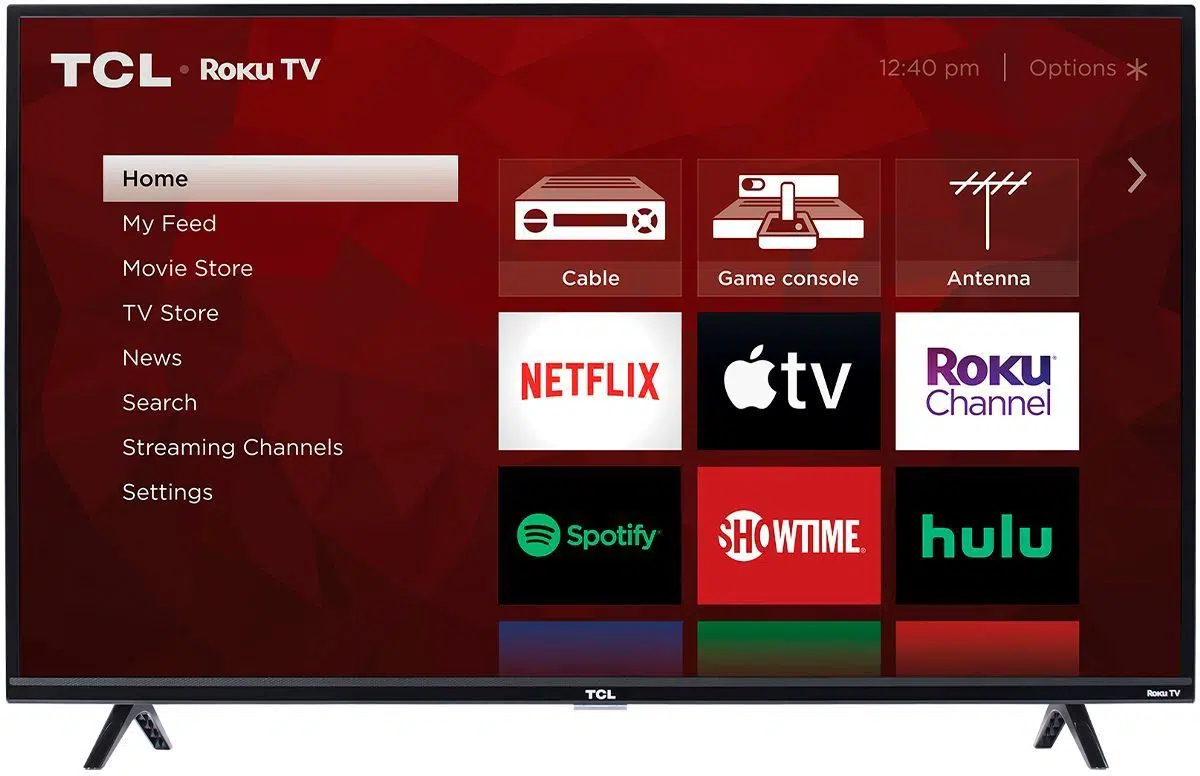 TCL • Roku TV
12:40 pm | Options *
Home
My Feed
Movie Store
TV Store
News
Search
Streaming Channels
Settings
Cable
Game console
Antenna
NETFLIX
tv
Roku
Channel
Spotify
SHOWTIME
hulu
TCL
Roku TV